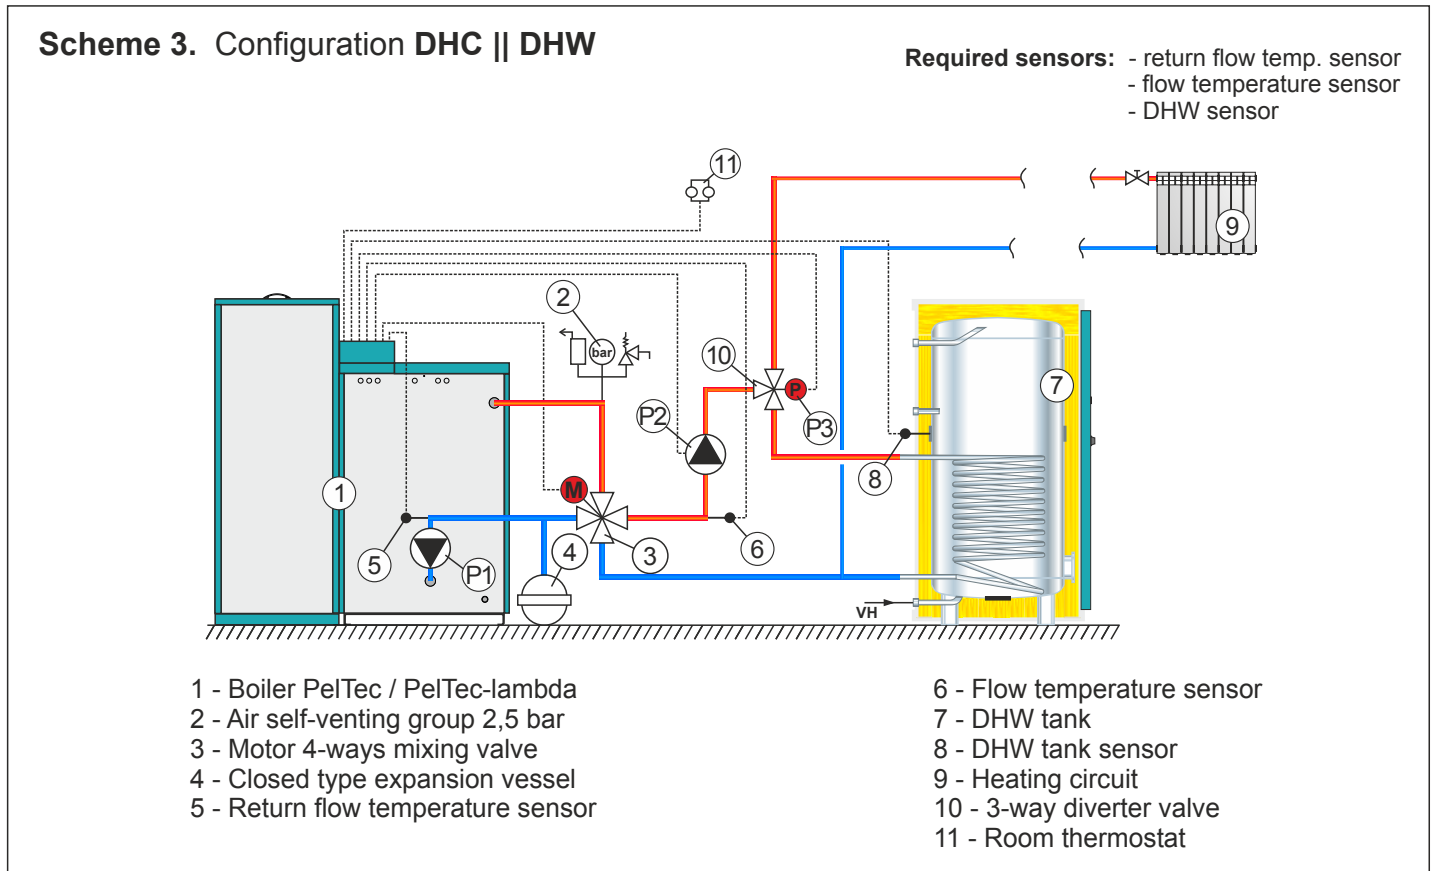 Scheme 3. Configuration DHC || DHW
Required sensors: - return flow temp. sensor
- flow temperature sensor
- DHW sensor
11
9
2
bar
10
7
P
P2
P3
8
1
M
5
P1
4
3
6
VH
1 - Boiler PelTec / PelTec-lambda
2 - Air self-venting group 2,5 bar
3 - Motor 4-ways mixing valve
4 - Closed type expansion vessel
5 - Return flow temperature sensor
6 - Flow temperature sensor
7 - DHW tank
8 - DHW tank sensor
9 - Heating circuit
10 - 3-way diverter valve
11 - Room thermostat